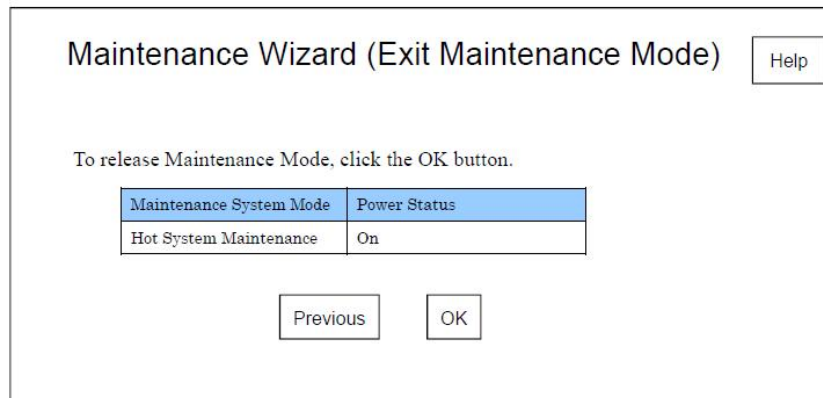 Maintenance Wizard (Exit Maintenance Mode)
Help
To release Maintenance Mode, click the OK button.
Maintenance System Mode Power Status
Hot System Maintenance On
Previous OK